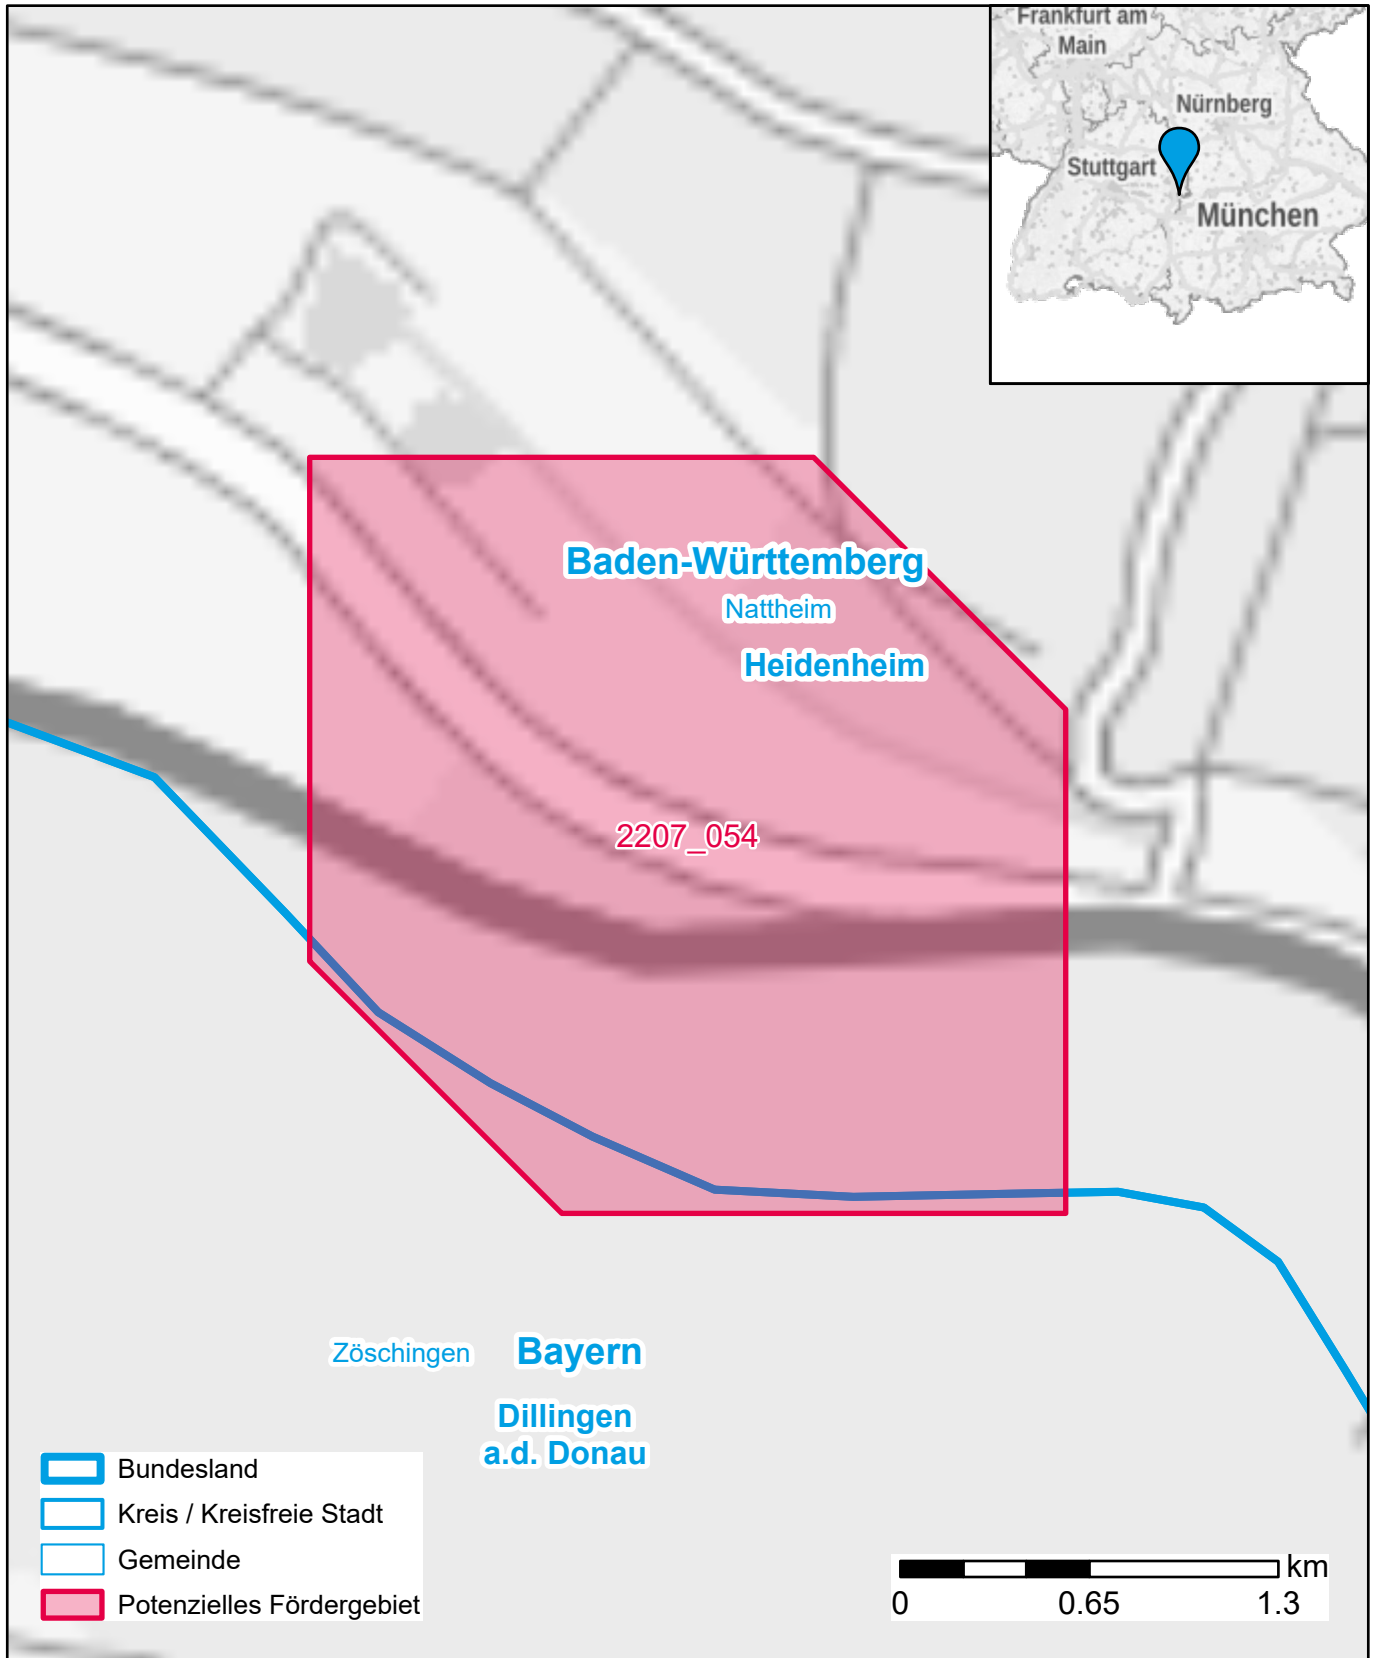 Frankfurt am
Main
Nürnberg
Stuttgart
München
Baden-Württemberg
Nattheim
Heidenheim
2207_054
Zöschingen
Bayern
Dillingen
a.d. Donau
Bundesland
Kreis / Kreisfreie Stadt
Gemeinde
Potenzielles Fördergebiet
km
0 0.65 1.3